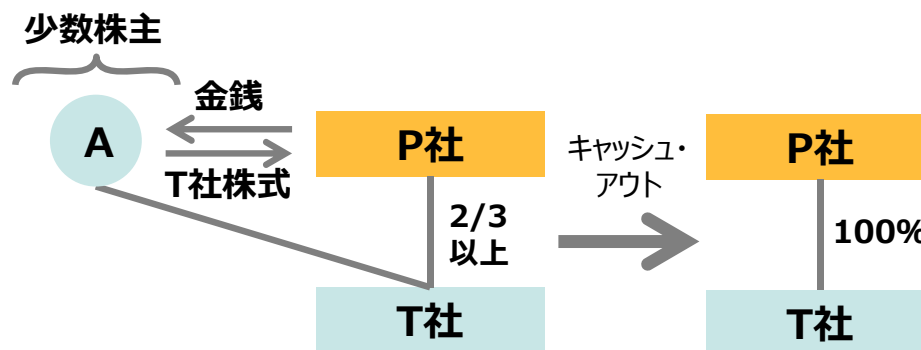 少数株主
A
金銭
T社株式
P社
2/3
以上
T社
キャッシュ・
アウト
P社
100%
T社